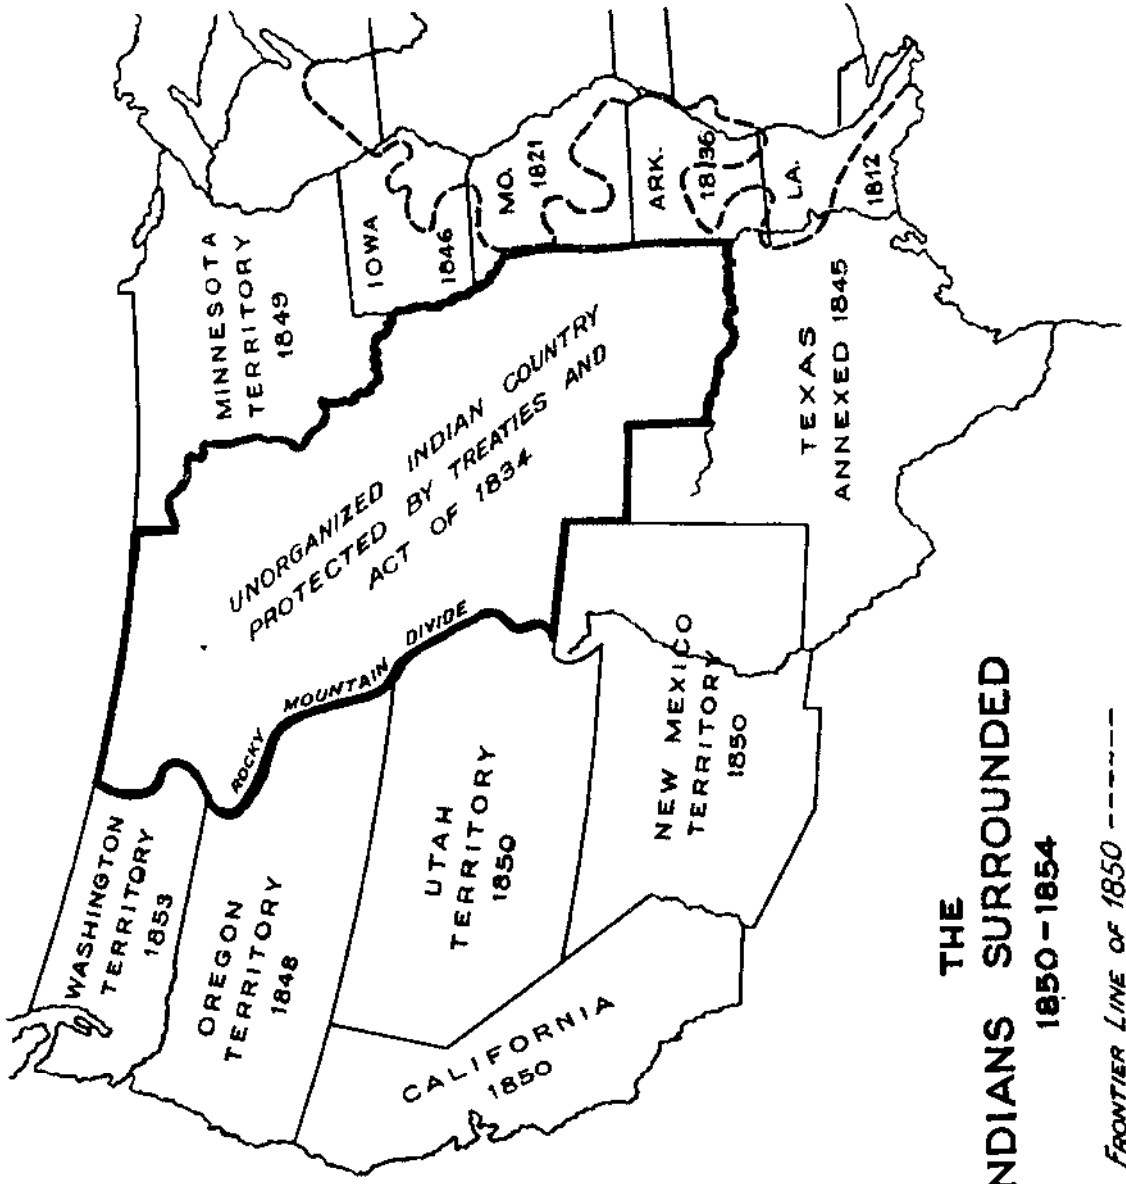 WASHINGTON
TERRITORY
1853
OREGON
TERRITORY
1848
CALIFORNIA
1850
UTAH
TERRITORY
1850
NEW MEXICO
TERRITORY
1850
ROCKY MOUNTAIN DIVIDE
UNORGANIZED INDIAN COUNTRY
PROTECTED BY TREATIES AND
ACT OF 1834
MINNESOTA
TERRITORY
1849
IOWA
1846
MO.
1821
ARK.
1836
LA.
1812
TEXAS
ANNEXED 1845
THE
NDIANS SURROUNDED
1850-1854
FRONTIER LINE OF 1850 ------